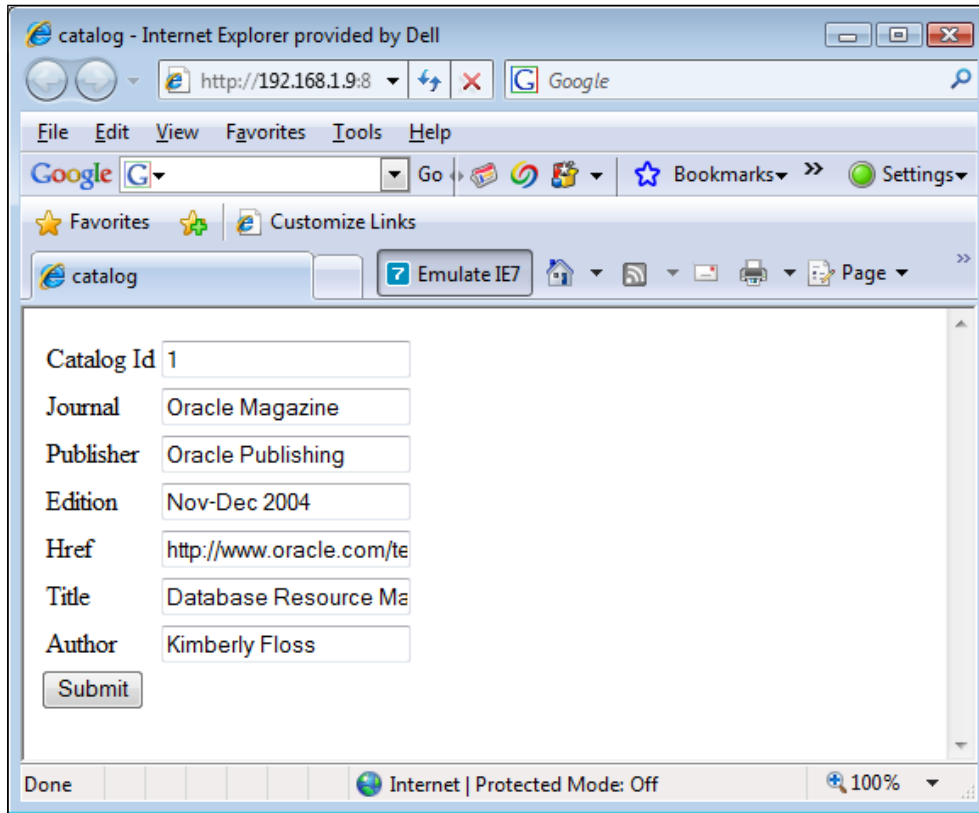 catalog - Internet Explorer provided by Dell
http://192.168.1.9:8
G Google
File Edit View Favorites Tools Help
Google G Go Bookmarks Settings
Favorites Customize Links
catalog
7 Emulate IE7 Page
Catalog Id 1
Journal Oracle Magazine
Publisher Oracle Publishing
Edition Nov-Dec 2004
Href http://www.oracle.com/te
Title Database Resource Ma
Author Kimberly Floss
Submit
Done Internet | Protected Mode: Off 100%